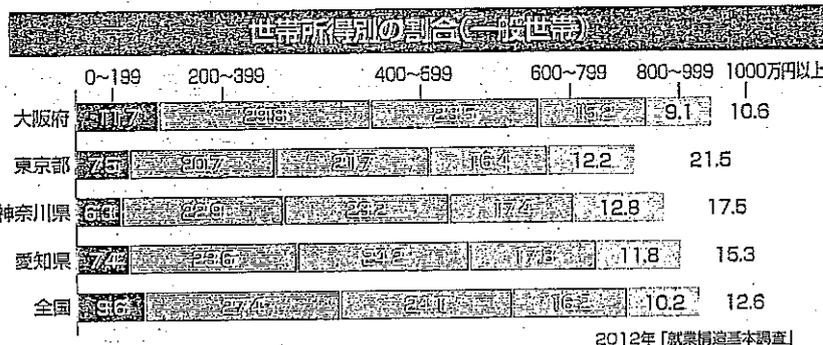 世帯所得別の割合(一般世帯)
0~199 200~399 400~599 600~799 800~999 1000万円以上
大阪府 11.7 29.8 23.5 15.2 9.1 10.6
東京都 7.5 20.7 21.7 16.4 12.2 21.5
神奈川県 6.3 22.9 23.2 17.4 12.8 17.5
愛知県 7.4 23.6 24.2 11.8 15.3
全国 9.6 27.4 24.1 16.2 10.2 12.6
2012年「就業構造基本調査」